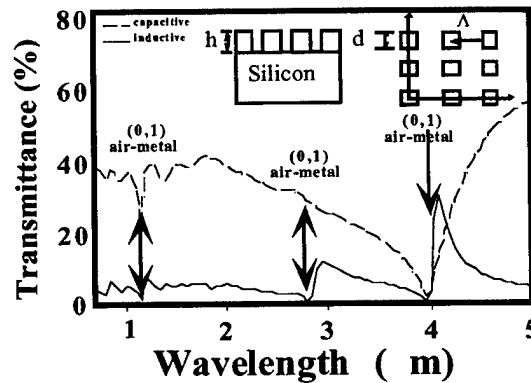 capacitive
inductive
h
Silicon
d
Λ
(0,1)
air-metal
(0,1)
air-metal
(0,1)
air-metal
80
60
40
20
0
1
2
3
4
5
Transmittance (%)
Wavelength ( m)